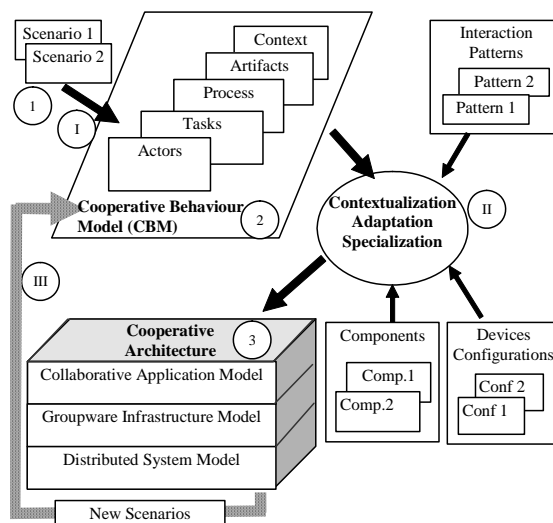 Scenario 1
Scenario 2
1
I
Context
Artifacts
Process
Tasks
Actors
Cooperative Behaviour
Model (CBM)
2
Interaction
Patterns
Pattern 2
Pattern 1
Contextualization
Adaptation
Specialization
II
III
Cooperative
Architecture
3
Collaborative Application Model
Groupware Infrastructure Model
Distributed System Model
New Scenarios
Components
Comp.1
Comp.2
Devices
Configurations
Conf 2
Conf 1